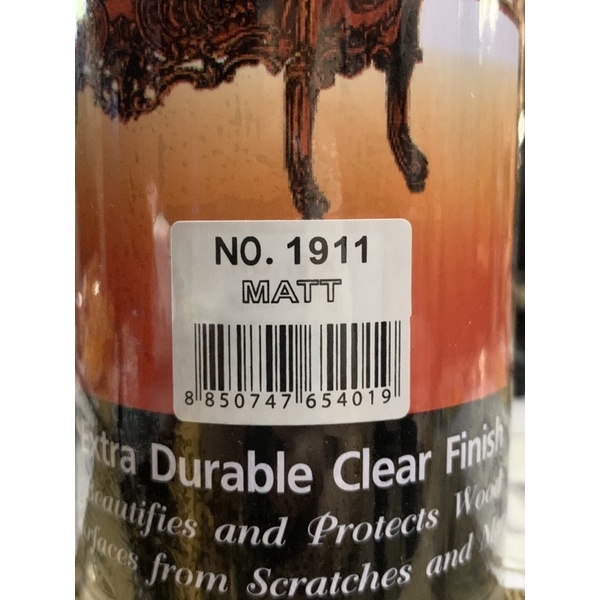 NO. 1911
MATT
8 850747 654019
Extra Durable Clear Finish
Beautifies and Protects Wood
from Scratches and